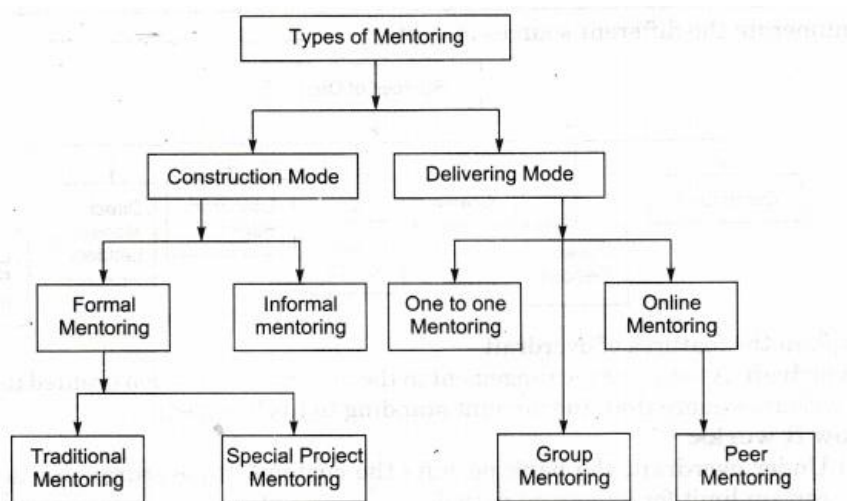 Types of Mentoring
Construction Mode
Delivering Mode
Formal
Mentoring
Informal
mentoring
One to one
Mentoring
Online
Mentoring
Traditional
Mentoring
Special Project
Mentoring
Group
Mentoring
Peer
Mentoring